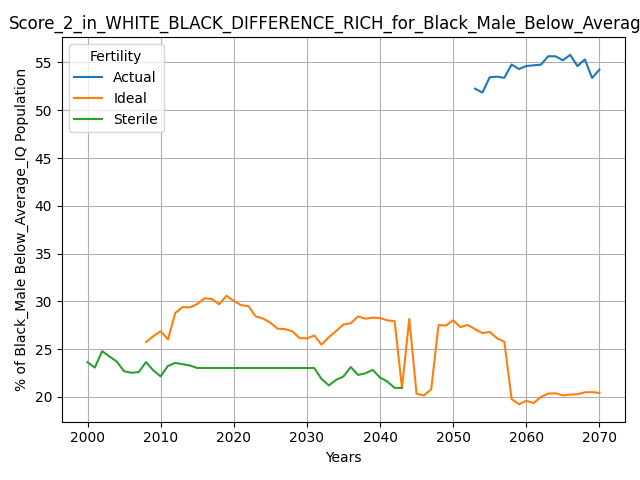 Score_2_in_WHITE_BLACK_DIFFERENCE_RICH_for_Black_Male_Below_Averag
Fertility
Actual
Ideal
Sterile
% of Black_Male Below_Average_IQ Population
55
50
45
40
35
30
25
20
2000 2010 2020 2030 2040 2050 2060 2070
Years